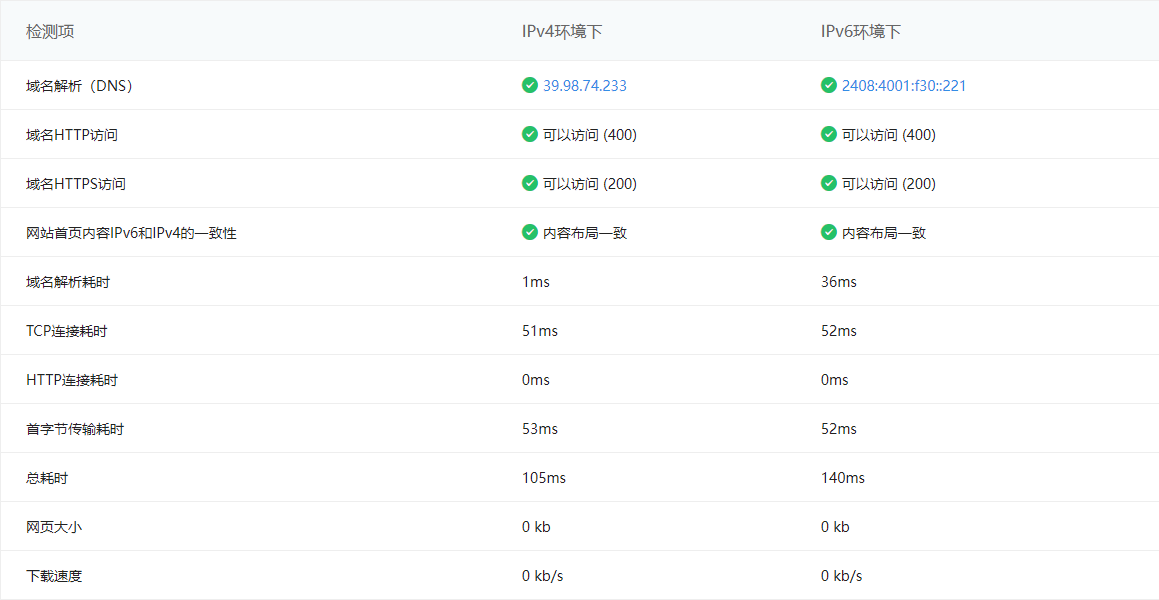 检测项 IPv4环境下 IPv6环境下
域名解析（DNS） 39.98.74.233 2408:4001:f30::221
域名HTTP访问 可以访问 (400) 可以访问 (400)
域名HTTPS访问 可以访问 (200) 可以访问 (200)
网站首页内容IPv6和IPv4的一致性 内容布局一致 内容布局一致
域名解析耗时 1ms 36ms
TCP连接耗时 51ms 52ms
HTTP连接耗时 0ms 0ms
首字节传输耗时 53ms 52ms
总耗时 105ms 140ms
网页大小 0 kb 0 kb
下载速度 0 kb/s 0 kb/s